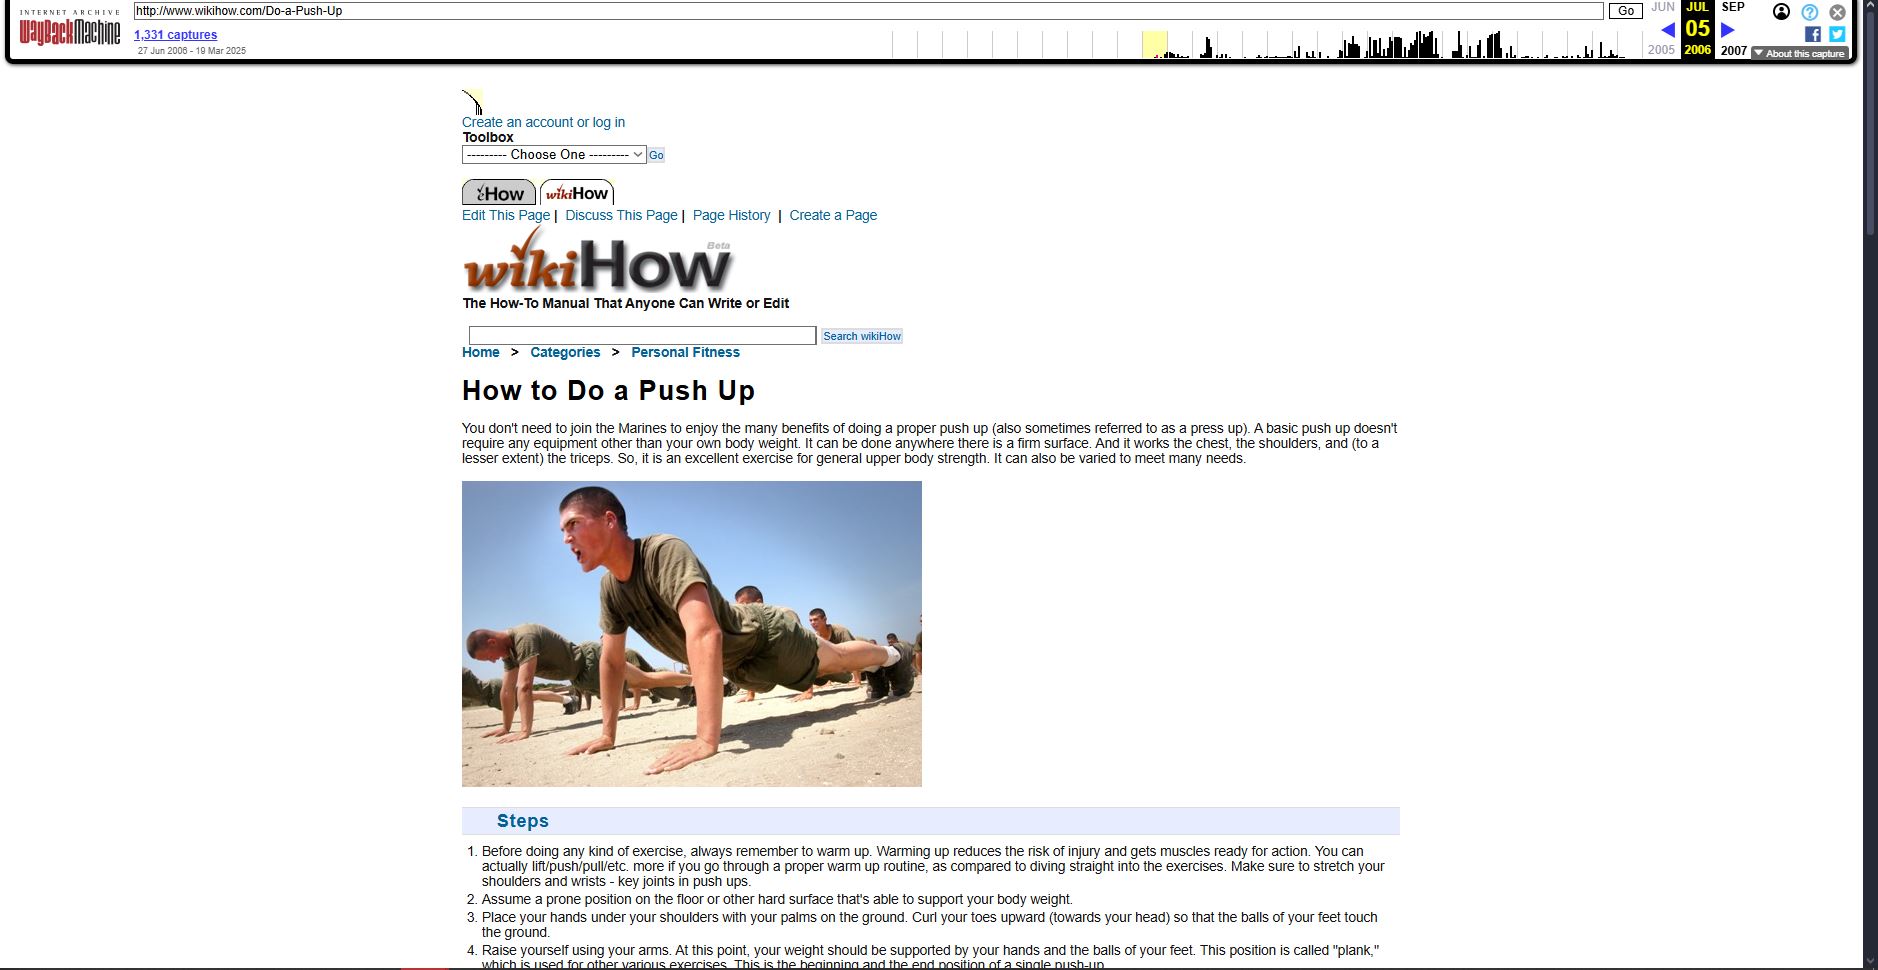 INTERNET ARCHIVE
WayBackMachine
http://www.wikihow.com/Do-a-Push-Up
Go
1,331 captures
27 Jun 2006 - 19 Mar 2025
JUN JUL SEP
05
2005 2006 2007
About this capture
Create an account or log in
Toolbox
--------- Choose One ---------
Go
eHow wikiHow
Edit This Page | Discuss This Page | Page History | Create a Page
wikiHow Beta
The How-To Manual That Anyone Can Write or Edit
Search wikiHow
Home > Categories > Personal Fitness
How to Do a Push Up
You don't need to join the Marines to enjoy the many benefits of doing a proper push up (also sometimes referred to as a press up). A basic push up doesn't
require any equipment other than your own body weight. It can be done anywhere there is a firm surface. And it works the chest, the shoulders, and (to a
lesser extent) the triceps. So, it is an excellent exercise for general upper body strength. It can also be varied to meet many needs.
Steps
1. Before doing any kind of exercise, always remember to warm up. Warming up reduces the risk of injury and gets muscles ready for action. You can
actually lift/push/pull/etc. more if you go through a proper warm up routine, as compared to diving straight into the exercises. Make sure to stretch your
shoulders and wrists - key joints in push ups.
2. Assume a prone position on the floor or other hard surface that's able to support your body weight.
3. Place your hands under your shoulders with your palms on the ground. Curl your toes upward (towards your head) so that the balls of your feet touch
the ground.
4. Raise yourself using your arms. At this point, your weight should be supported by your hands and the balls of your feet. This position is called "plank,"
which is used for other various exercises. This is the beginning and the end position of a single push-up.